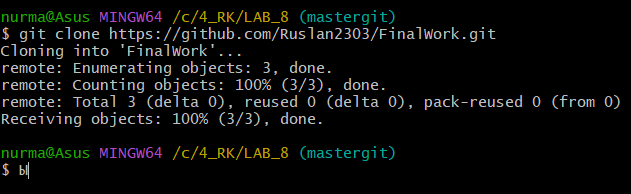 nurma@Asus MINGW64 /c/4_RK/LAB_8 (mastergit)
$ git clone https://github.com/Ruslan2303/FinalWork.git
Cloning into 'FinalWork'...
remote: Enumerating objects: 3, done.
remote: Counting objects: 100% (3/3), done.
remote: Total 3 (delta 0), reused 0 (delta 0), pack-reused 0 (from 0)
Receiving objects: 100% (3/3), done.
nurma@Asus MINGW64 /c/4_RK/LAB_8 (mastergit)
$ ы